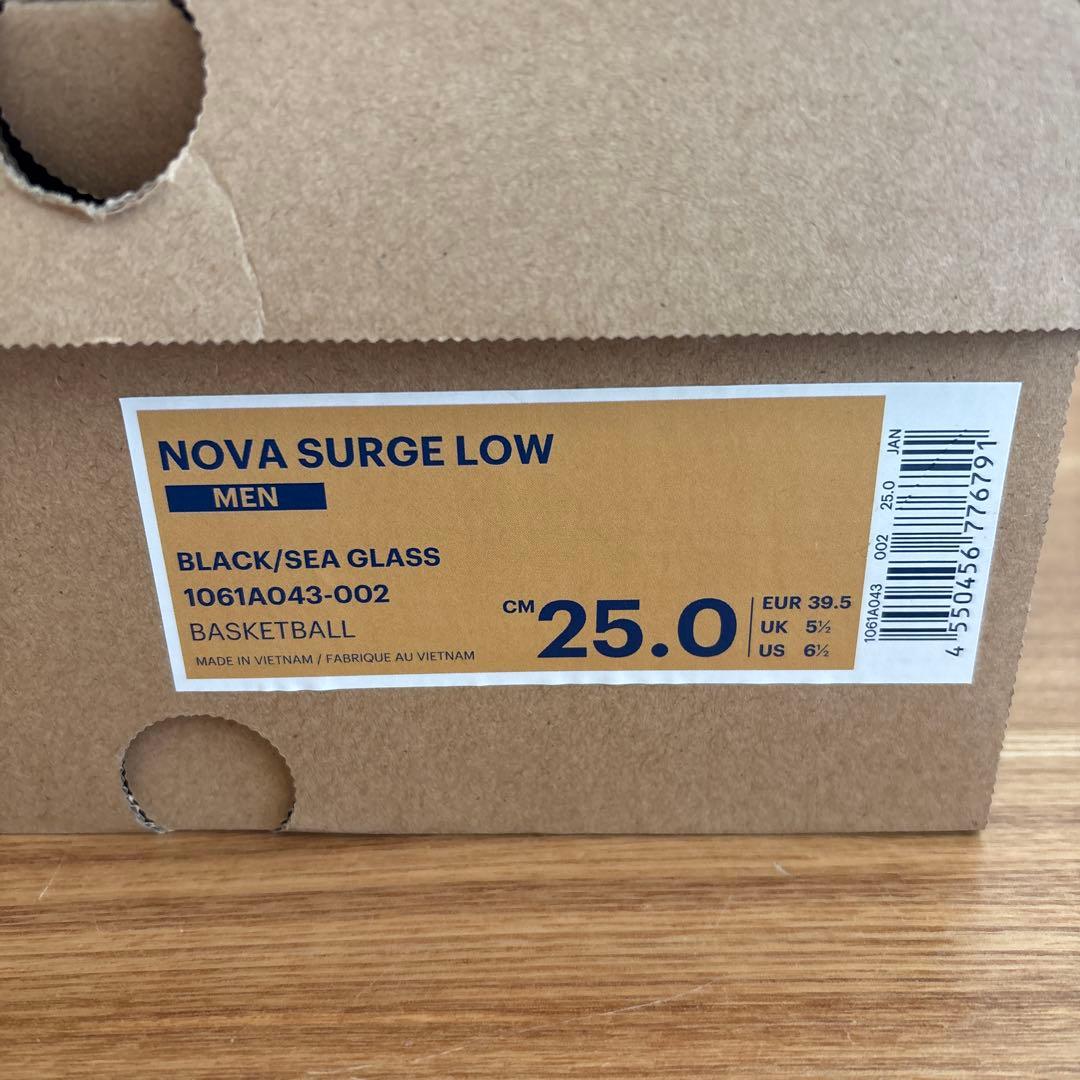 NOVA SURGE LOW
MEN
BLACK/SEA GLASS
1061A043-002
BASKETBALL
MADE IN VIETNAM / FABRIQUE AU VIETNAM
CM 25.0
EUR 39.5
UK 5½
US 6½
1061A043 002 25.0 JAN
4 550456 776791